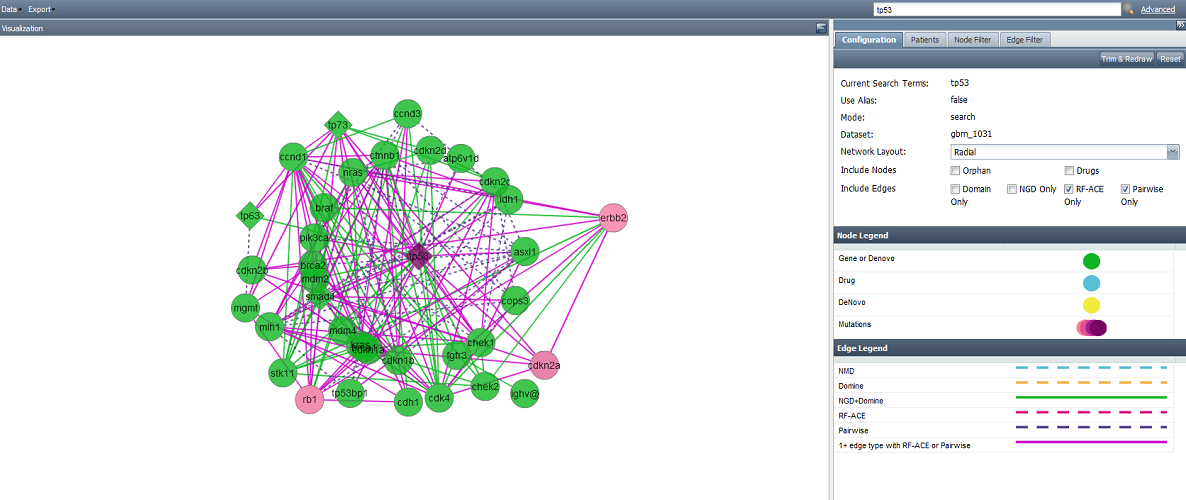 Data Export tp53 Advanced
Visualization
ccnd3
tp73
ccnd1
ctnnb1
cdkn2d
atp6v1d
nras
cdkn2c
idh1
braf
tp63
erbb2
pik3ca
tp53
asxl1
cdkn2b
brca2
mdm2
smad4
cops3
mgmt
mlh1
mdm4
kras
cdkn1a
chek1
cdkn1b
fgfr3
cdkn2a
stk11
rb1
tp53bp1
cdh1
cdk4
chek2
ighv@
Configuration Patients Node Filter Edge Filter
Trim & Redraw Reset
Current Search Terms: tp53
Use Alias: false
Mode: search
Dataset: gbm_1031
Network Layout: Radial
Include Nodes Orphan Drugs
Include Edges Domain Only NGD Only RF-ACE Only Pairwise Only
Node Legend
Gene or Denovo
Drug
DeNovo
Mutations
Edge Legend
NMD
Domine
NGD+Domine
RF-ACE
Pairwise
1+ edge type with RF-ACE or Pairwise